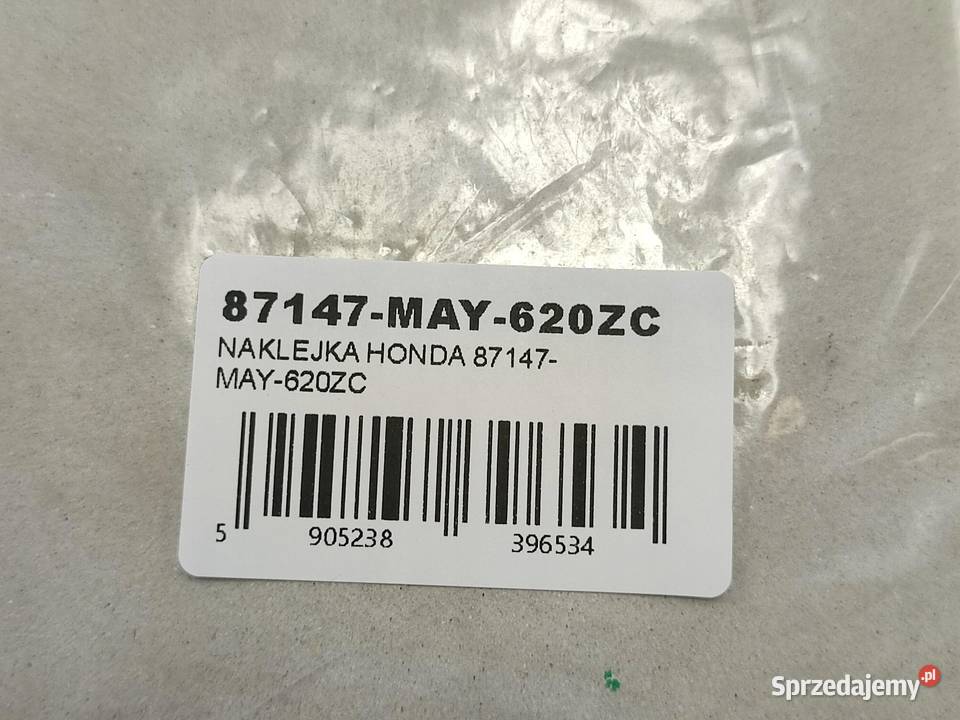 87147-MAY-620ZC
NAKLEJKA HONDA 87147-
MAY-620ZC
5 905238 396534
Sprzedajemy.pl